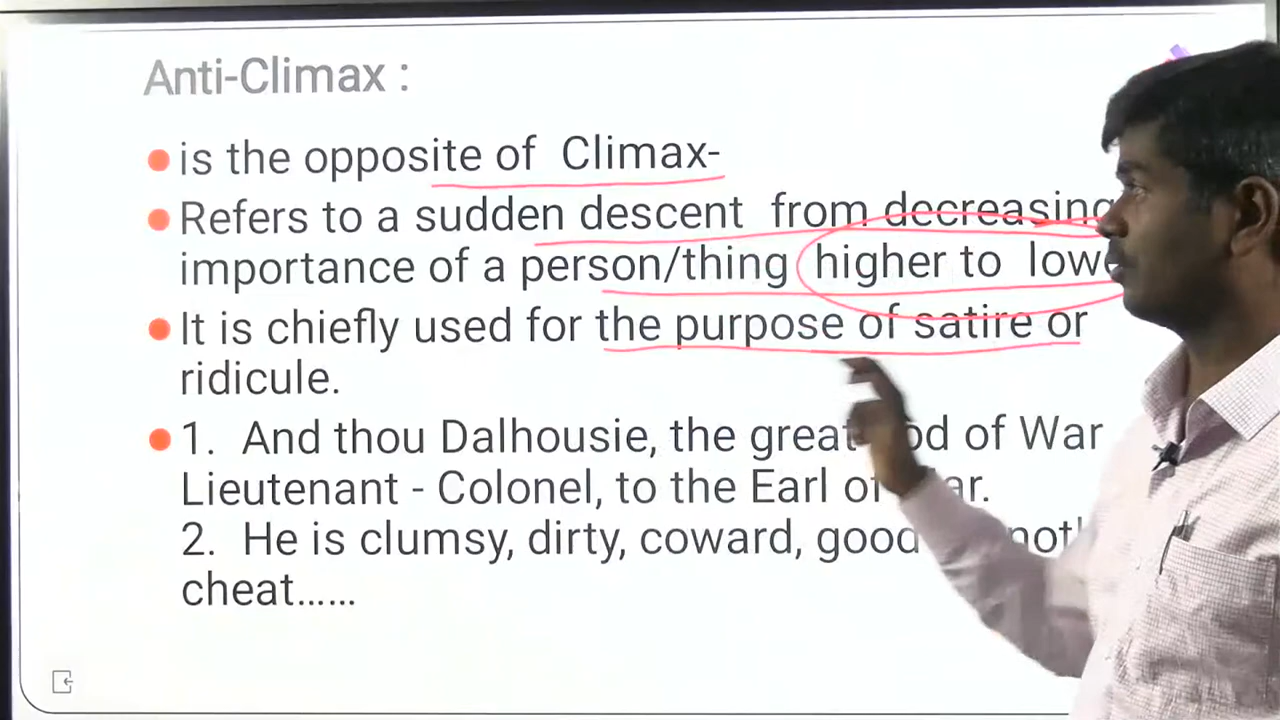 Anti-Climax :
is the opposite of Climax-
Refers to a sudden descent from decreasing
importance of a person/thing higher to
It is chiefly used for the purpose of satire or
ridicule.
1. And thou Dalhousie, the great of War
Lieutenant - Colonel, to the Earl of
2. He is clumsy, dirty, coward, good
cheat......